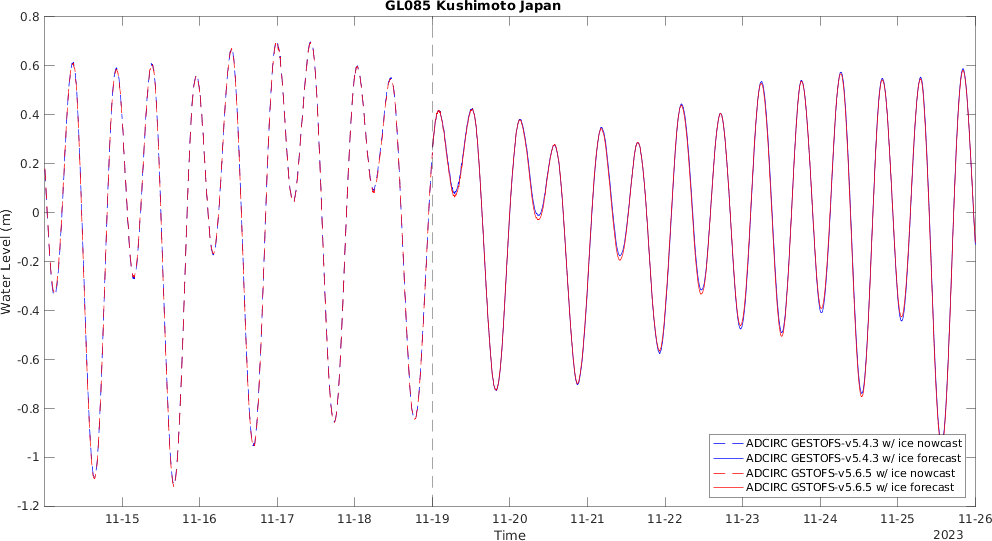 GL085 Kushimoto Japan
0.8
0.6
0.4
0.2
0
-0.2
-0.4
-0.6
-0.8
-1
-1.2
Water Level (m)
ADCIRC GESTOFS-v5.4.3 w/ ice nowcast
ADCIRC GESTOFS-v5.4.3 w/ ice forecast
ADCIRC GSTOFS-v5.6.5 w/ ice nowcast
ADCIRC GSTOFS-v5.6.5 w/ ice forecast
11-15 11-16 11-17 11-18 11-19 11-20 11-21 11-22 11-23 11-24 11-25 11-26
Time
2023